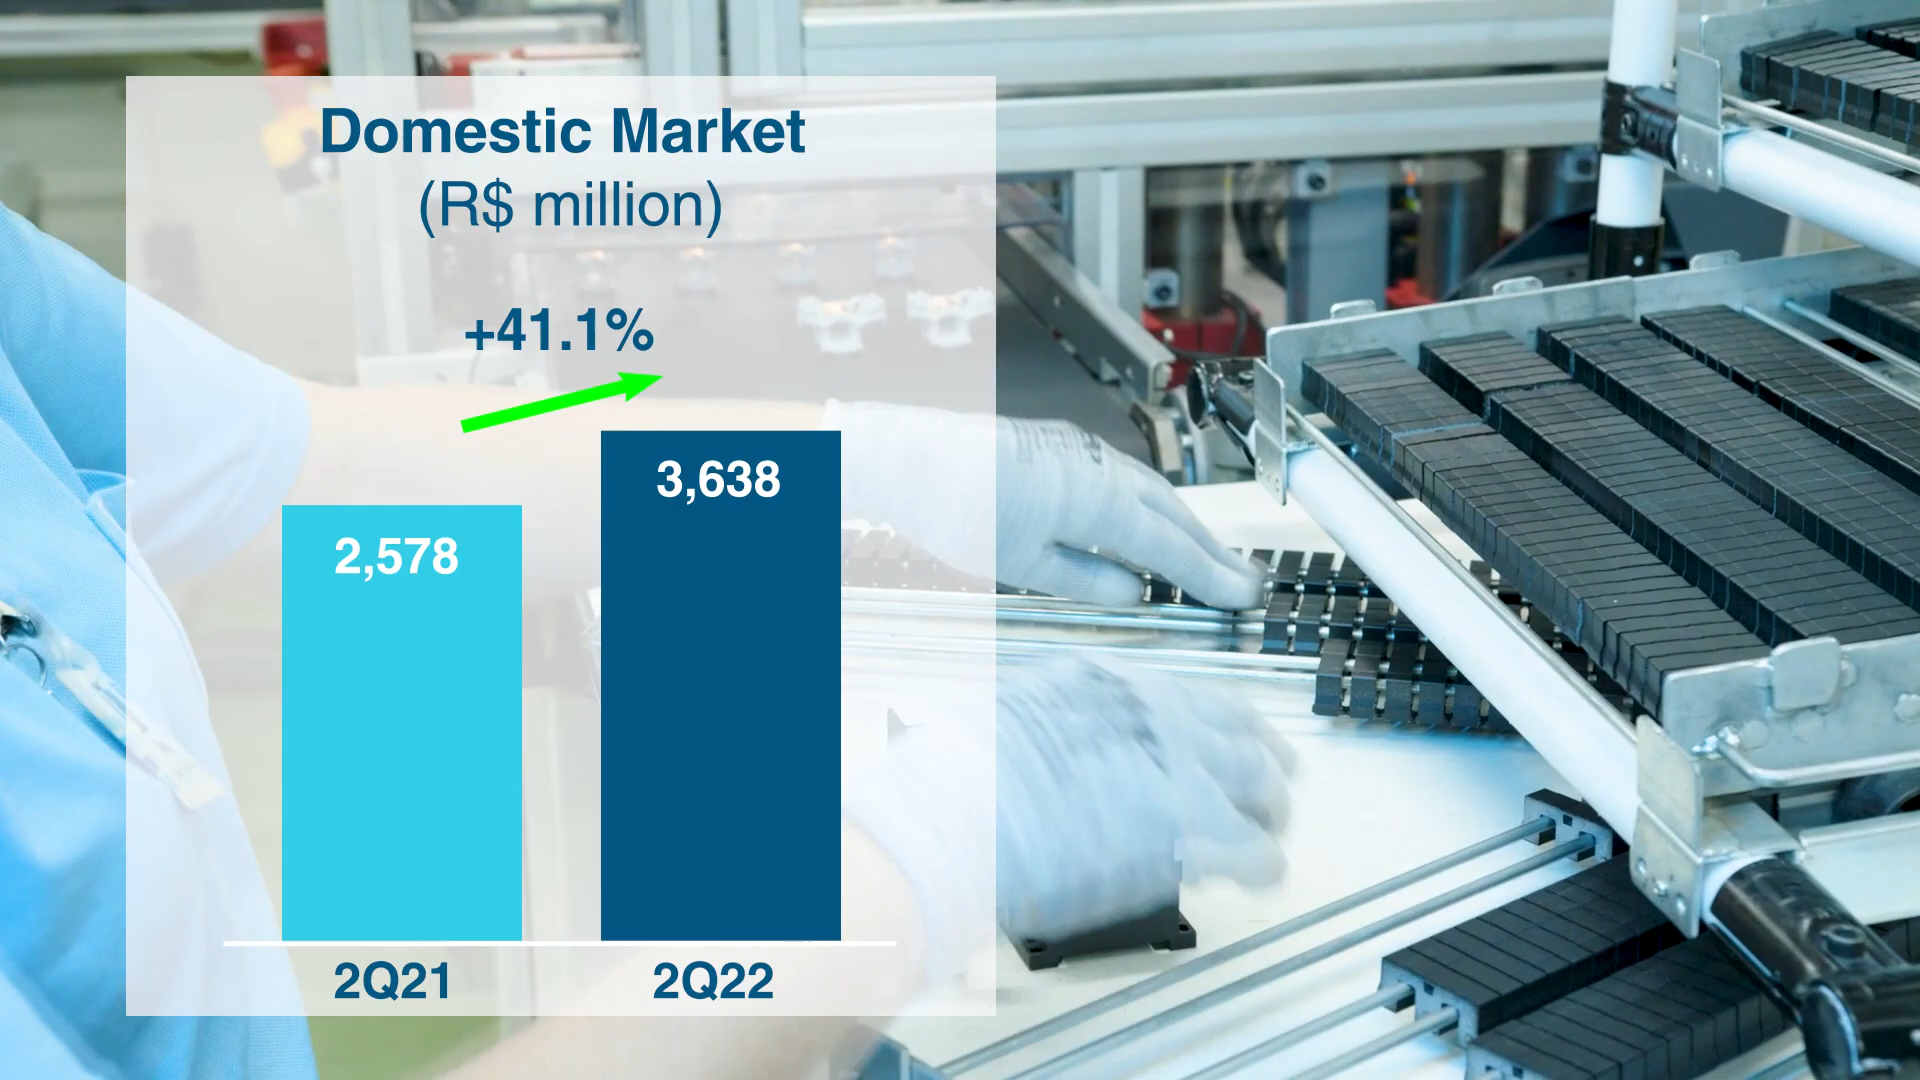 Domestic Market
(R$ million)
+41.1%
3,638
2,578
2Q21
2Q22